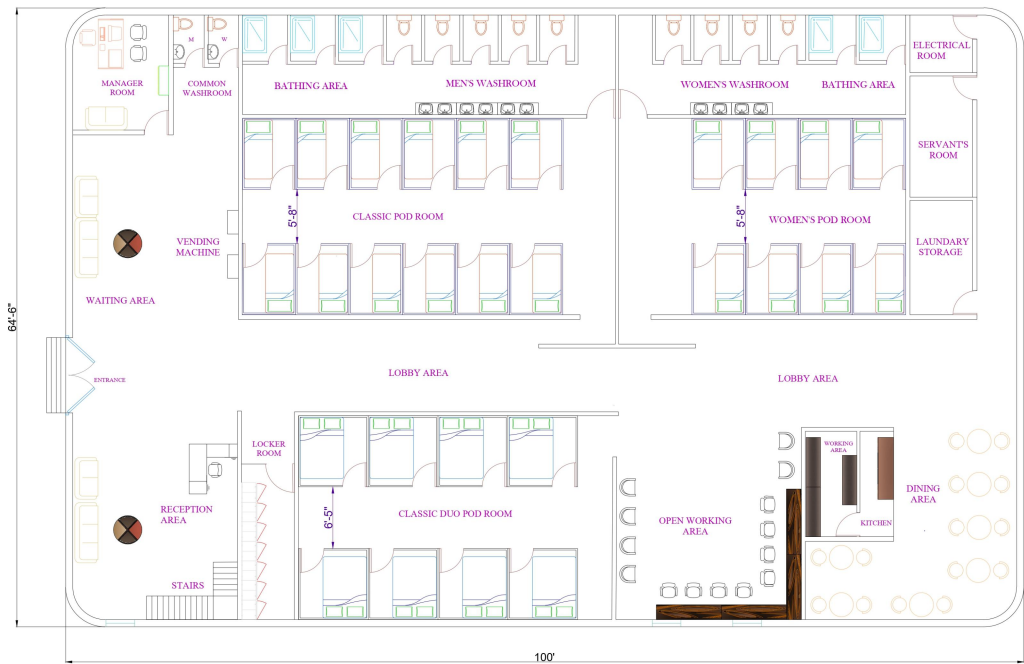 M
W
ELECTRICAL
ROOM
MANAGER
ROOM
COMMON
WASHROOM
BATHING AREA
MEN'S WASHROOM
WOMEN'S WASHROOM
BATHING AREA
SERVANT'S
ROOM
5'-8"
CLASSIC POD ROOM
5'-8"
WOMEN'S POD ROOM
VENDING
MACHINE
LAUNDARY
STORAGE
WAITING AREA
64'-6"
ENTRANCE
LOBBY AREA
LOBBY AREA
LOCKER
ROOM
WORKING
AREA
DINING
AREA
RECEPTION
AREA
6'-5"
CLASSIC DUO POD ROOM
OPEN WORKING
AREA
KITCHEN
STAIRS
100'